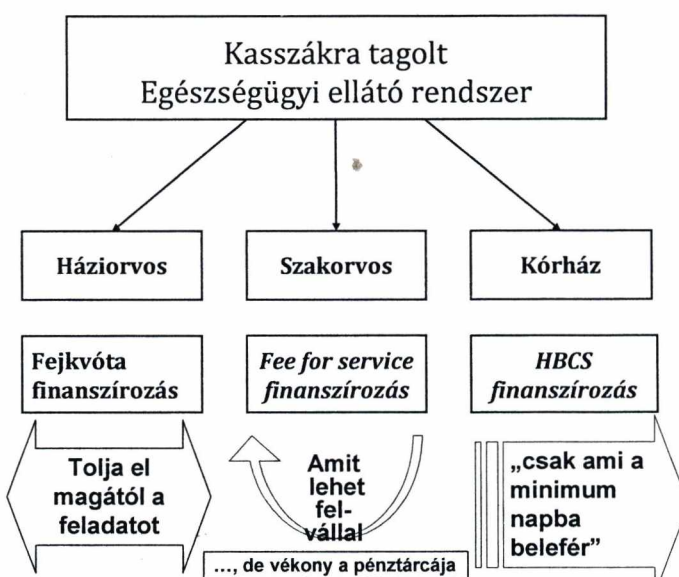 Kasszákra tagolt
Egészségügyi ellátó rendszer
Háziorvos
Szakorvos
Kórház
Fejkvóta
finanszírozás
Fee for service
finanszírozás
HBCS
finanszírozás
Tolja el
magától a
feladatot
Amit
lehet
fel-
vállal
…, de vékony a pénztárcája
„csak ami a
minimum
napba
belefér”